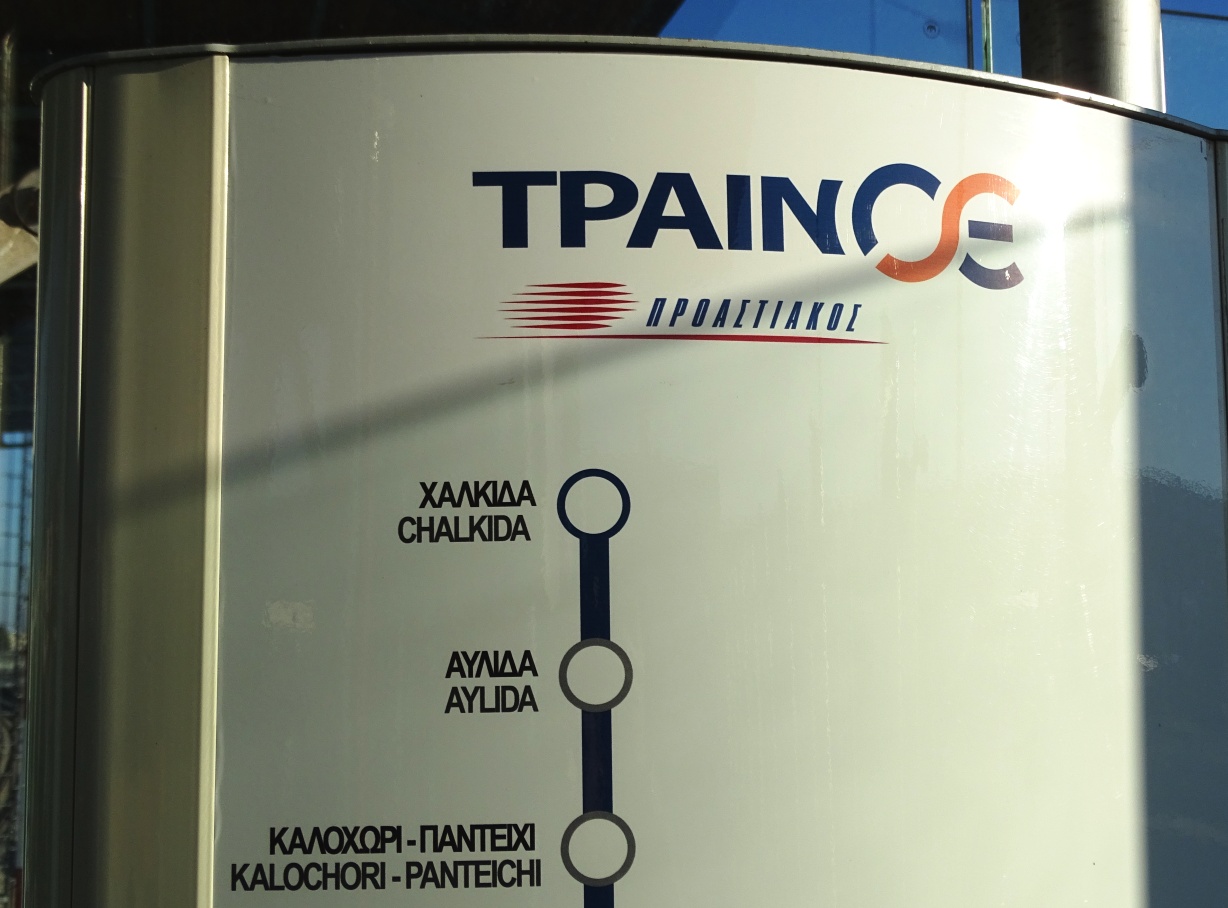 ΤΡΑΙΝΟΣΕ
ΠΡΟΑΣΤΙΑΚΟΣ
ΧΑΛΚΙΔΑ
CHALKIDA
ΑΥΛΙΔΑ
AYLIDA
ΚΑΛΟΧΩΡΙ - ΠΑΝΤΕΙΧΙ
KALOCHORI - PANTEICHI